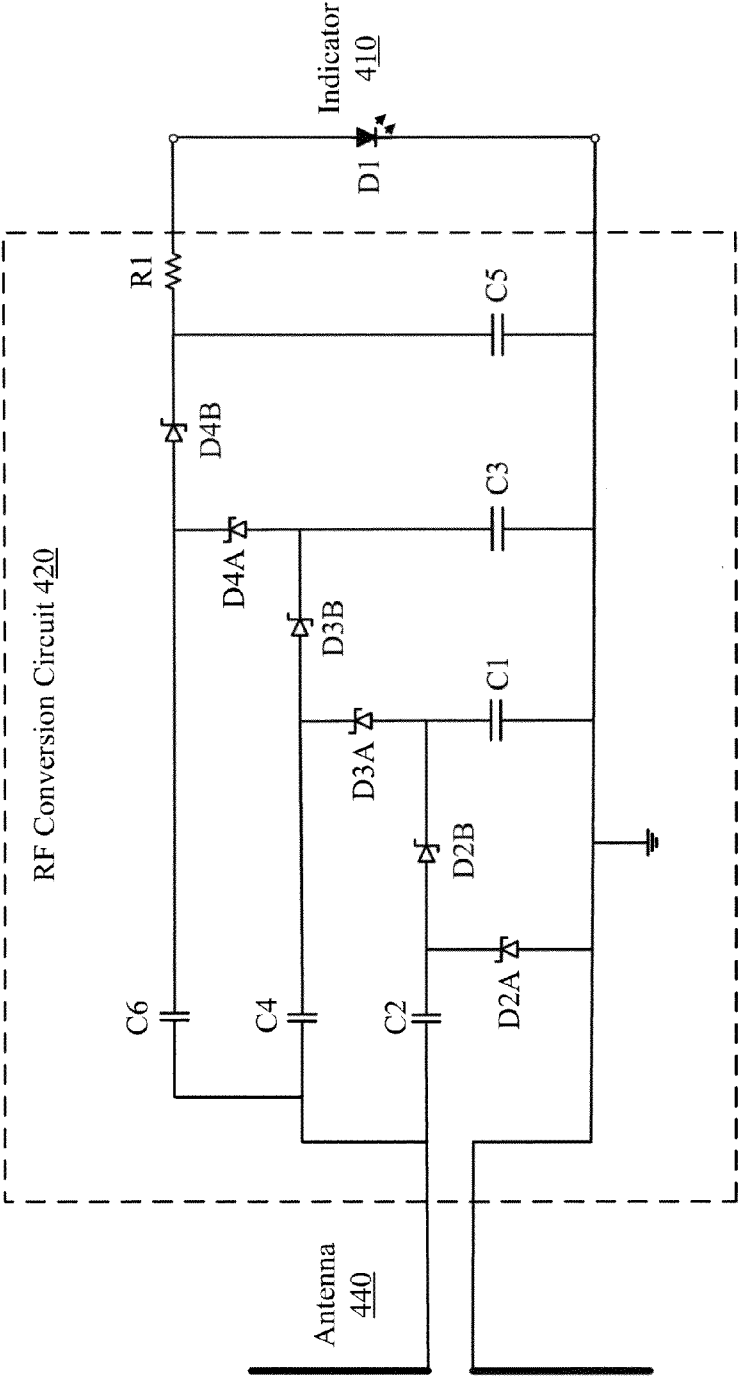 Indicator
410
D1
RF Conversion Circuit 420
R1
C5
D4B
D4A
C3
D3B
D3A
C1
D2B
D2A
C6
C4
C2
Antenna
440